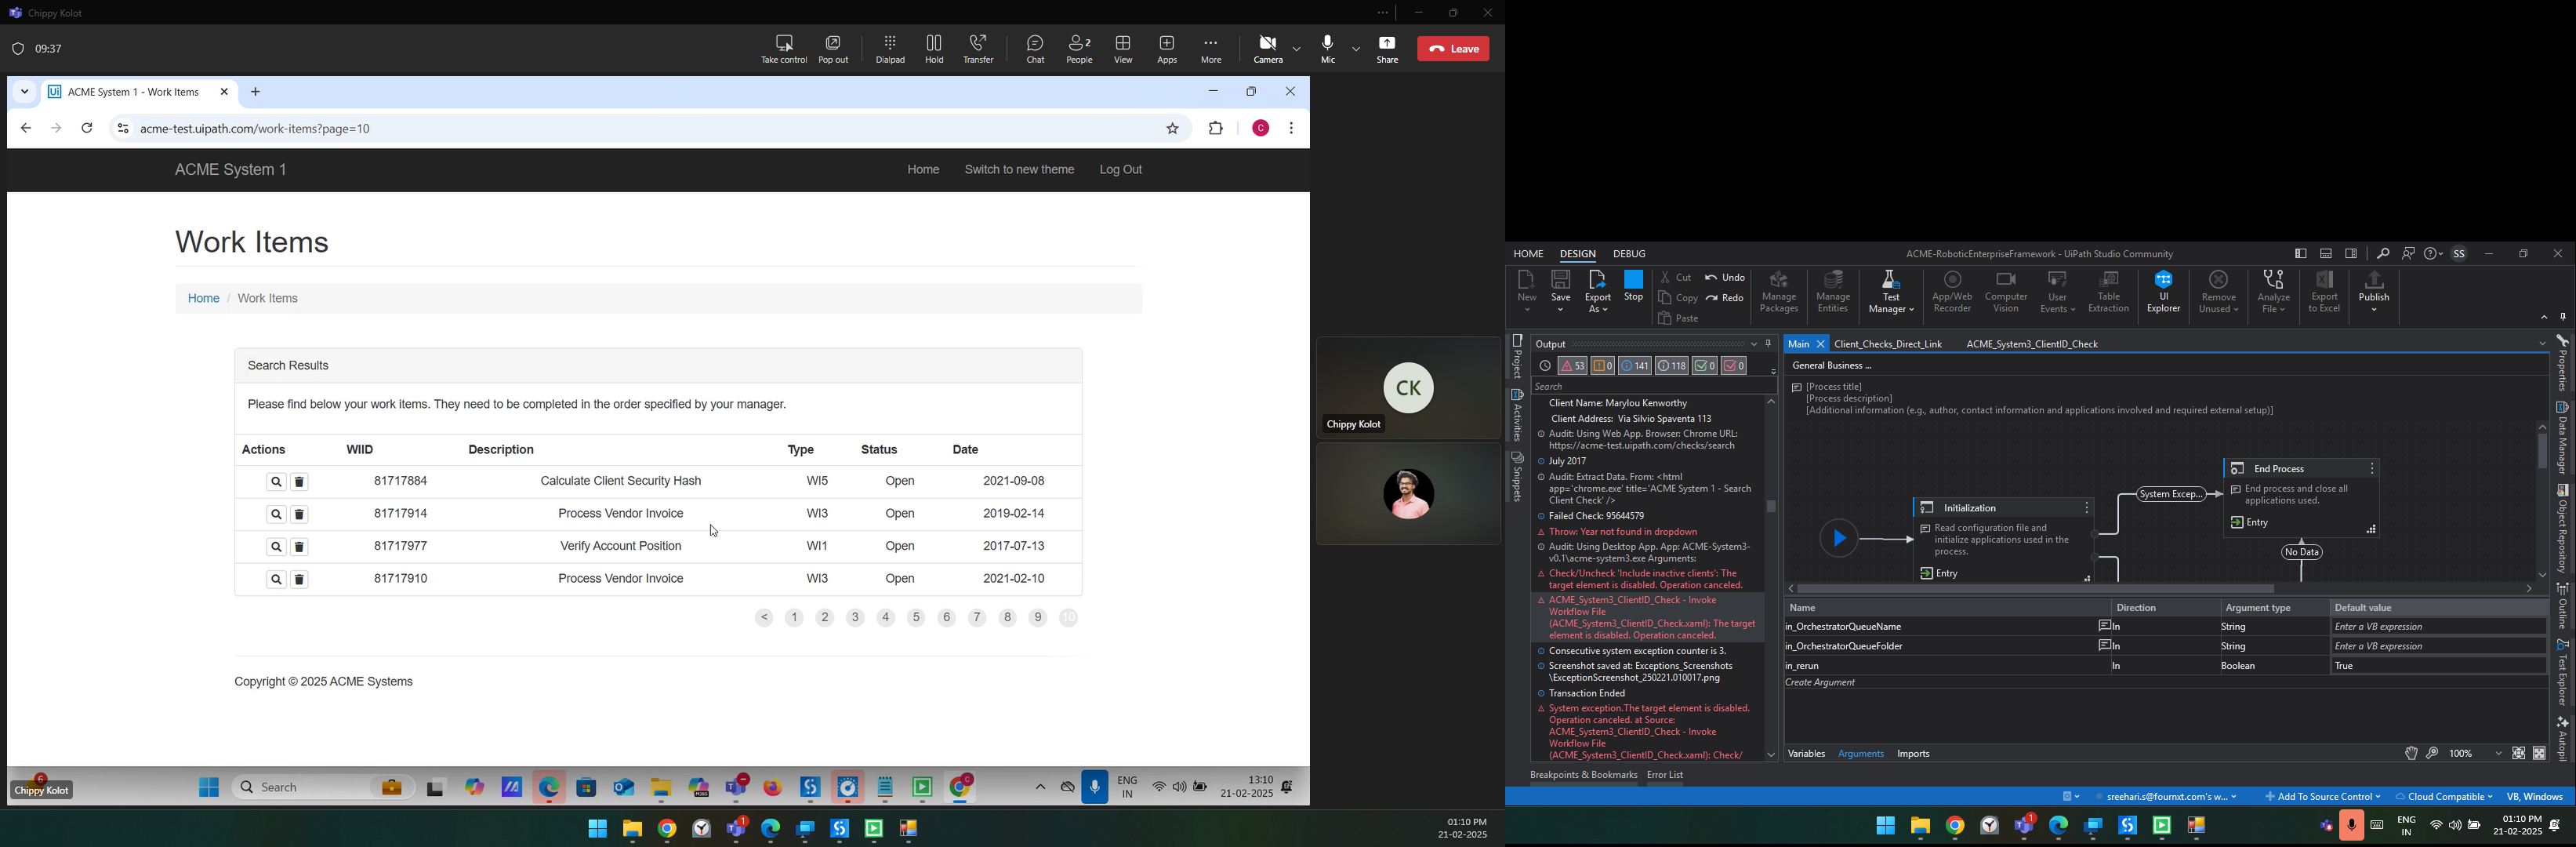 Chippy Kolot
09:37
Take control
Pop out
Dialpad
Hold
Transfer
Chat
2
People
View
Apps
More
Camera
Mic
Share
Leave
Ui ACME System 1 - Work Items
acme-test.uipath.com/work-items?page=10
C
ACME System 1
Home Switch to new theme Log Out
Work Items
Home / Work Items
Search Results
Please find below your work items. They need to be completed in the order specified by your manager.
Actions WIID Description Type Status Date
81717884 Calculate Client Security Hash WI5 Open 2021-09-08
81717914 Process Vendor Invoice WI3 Open 2019-02-14
81717977 Verify Account Position WI1 Open 2017-07-13
81717910 Process Vendor Invoice WI3 Open 2021-02-10
< 1 2 3 4 5 6 7 8 9 10
Copyright © 2025 ACME Systems
CK
Chippy Kolot
6
Chippy Kolot
Search
ENG
IN
13:10
21-02-2025
1
01:10 PM
21-02-2025
HOME DESIGN DEBUG
ACME-RoboticEnterpriseFramework - UiPath Studio Community
SS
New
Save
Export
As
Stop
Cut
Copy
Paste
Undo
Redo
Manage
Packages
Manage
Entities
Test
Manager
App/Web
Recorder
Computer
Vision
User
Events
Table
Extraction
UI
Explorer
Remove
Unused
Analyze
File
Export
to Excel
Publish
Project
Activities
Snippets
Output
53 0 141 118 0 0
Search
Client Name: Marylou Kenworthy
Client Address: Via Silvio Spaventa 113
Audit: Using Web App. Browser: Chrome URL:
https://acme-test.uipath.com/checks/search
July 2017
Audit: Extract Data. From: <html
app='chrome.exe' title='ACME System 1 - Search
Client Check' />
Failed Check: 95644579
Throw: Year not found in dropdown
Audit: Using Desktop App. App: ACME-System3-
v0.1\acme-system3.exe Arguments:
Check/Uncheck 'Include inactive clients': The
target element is disabled. Operation canceled.
ACME_System3_ClientID_Check - Invoke
Workflow File
(ACME_System3_ClientID_Check.xaml): The target
element is disabled. Operation canceled.
Consecutive system exception counter is 3.
Screenshot saved at: Exceptions_Screenshots
\ExceptionScreenshot_250221.010017.png
Transaction Ended
System exception.The target element is disabled.
Operation canceled. at Source:
ACME_System3_ClientID_Check - Invoke
Workflow File
(ACME_System3_ClientID_Check.xaml): Check/
Breakpoints & Bookmarks Error List
Main Client_Checks_Direct_Link ACME_System3_ClientID_Check
General Business ...
[Process title]
[Process description]
[Additional information (e.g., author, contact information and applications involved and required external setup)]
Initialization
Read configuration file and
initialize applications used in the
process.
Entry
System Excep...
End Process
End process and close all
applications used.
Entry
No Data
Name Direction Argument type Default value
in_OrchestratorQueueName In String Enter a VB expression
in_OrchestratorQueueFolder In String Enter a VB expression
in_rerun In Boolean True
Create Argument
Variables Arguments Imports
100%
Properties
Data Manager
Object Repository
Outline
Test Explorer
Autopil
sreehari.s@fournxt.com's w...
Add To Source Control
Cloud Compatible
VB, Windows
1
ENG
IN
01:10 PM
21-02-2025